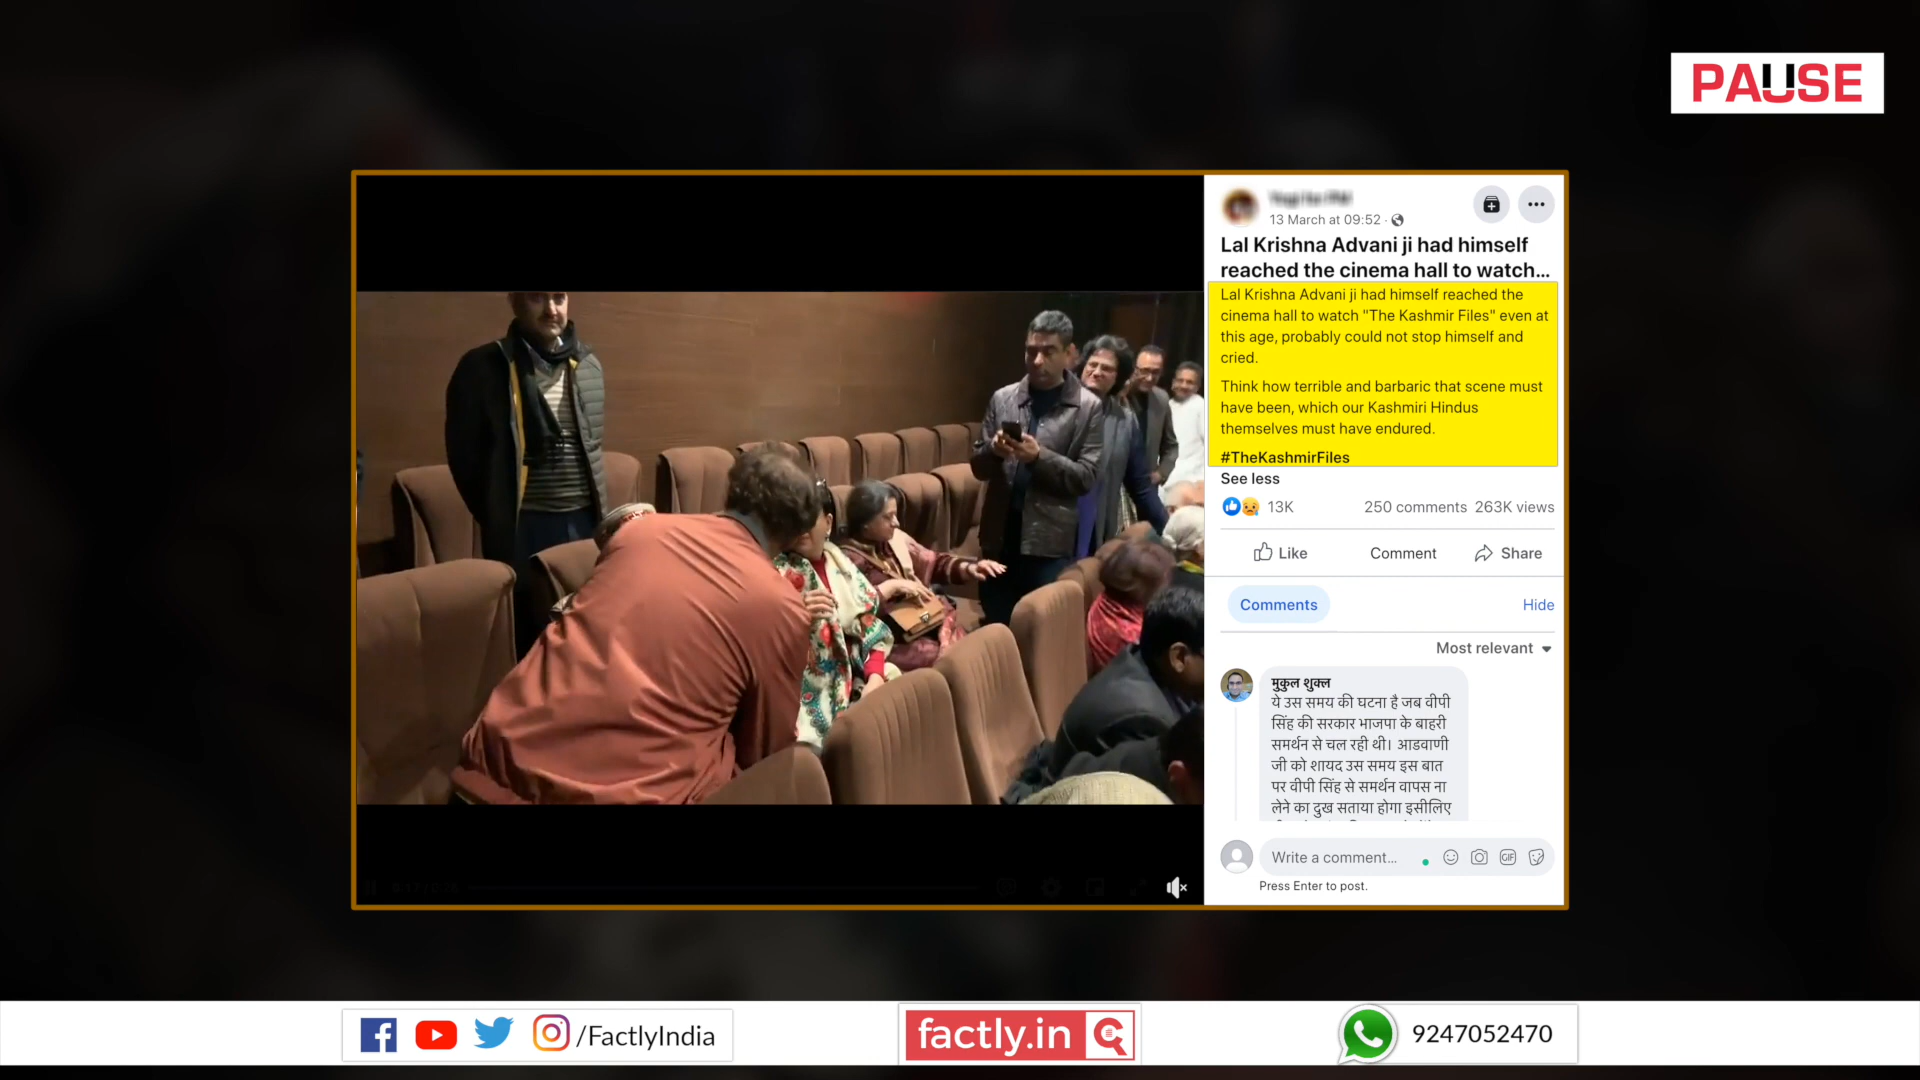 PAUSE
13 March at 09:52 ·
Lal Krishna Advani ji had himself
reached the cinema hall to watch...
Lal Krishna Advani ji had himself reached the
cinema hall to watch "The Kashmir Files" even at
this age, probably could not stop himself and
cried.
Think how terrible and barbaric that scene must
have been, which our Kashmiri Hindus
themselves must have endured.
#TheKashmirFiles
See less
13K 250 comments 263K views
Like Comment Share
Comments Hide
Most relevant
मुकुल शुक्ल
ये उस समय की घटना है जब वीपी
सिंह की सरकार भाजपा के बाहरी
समर्थन से चल रही थी। आडवाणी
जी को शायद उस समय इस बात
पर वीपी सिंह से समर्थन वापस ना
लेने का दुख सताया होगा इसीलिए
Write a comment... GIF
Press Enter to post.
/FactlyIndia
factly.in
9247052470